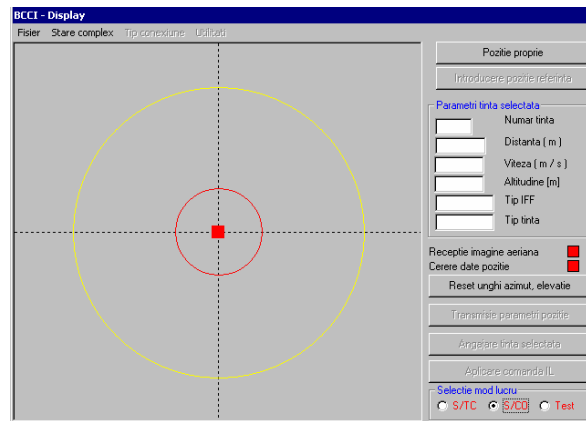 BCCI - Display
Fisier Stare complex Tip conexiune Utilitati
Pozitie proprie
Introducere pozitie referinta
Parametri tinta selectata
Numar tinta
Distanta ( m )
Viteza ( m / s )
Altitudine [m]
Tip IFF
Tip tinta
Receptie imagine aeriana
Cerere date pozitie
Reset unghi azimut, elevatie
Transmisie parametri pozitie
Angajare tinta selectata
Aplicare comanda IL
Selectie mod lucru
S/TC S/CO Test